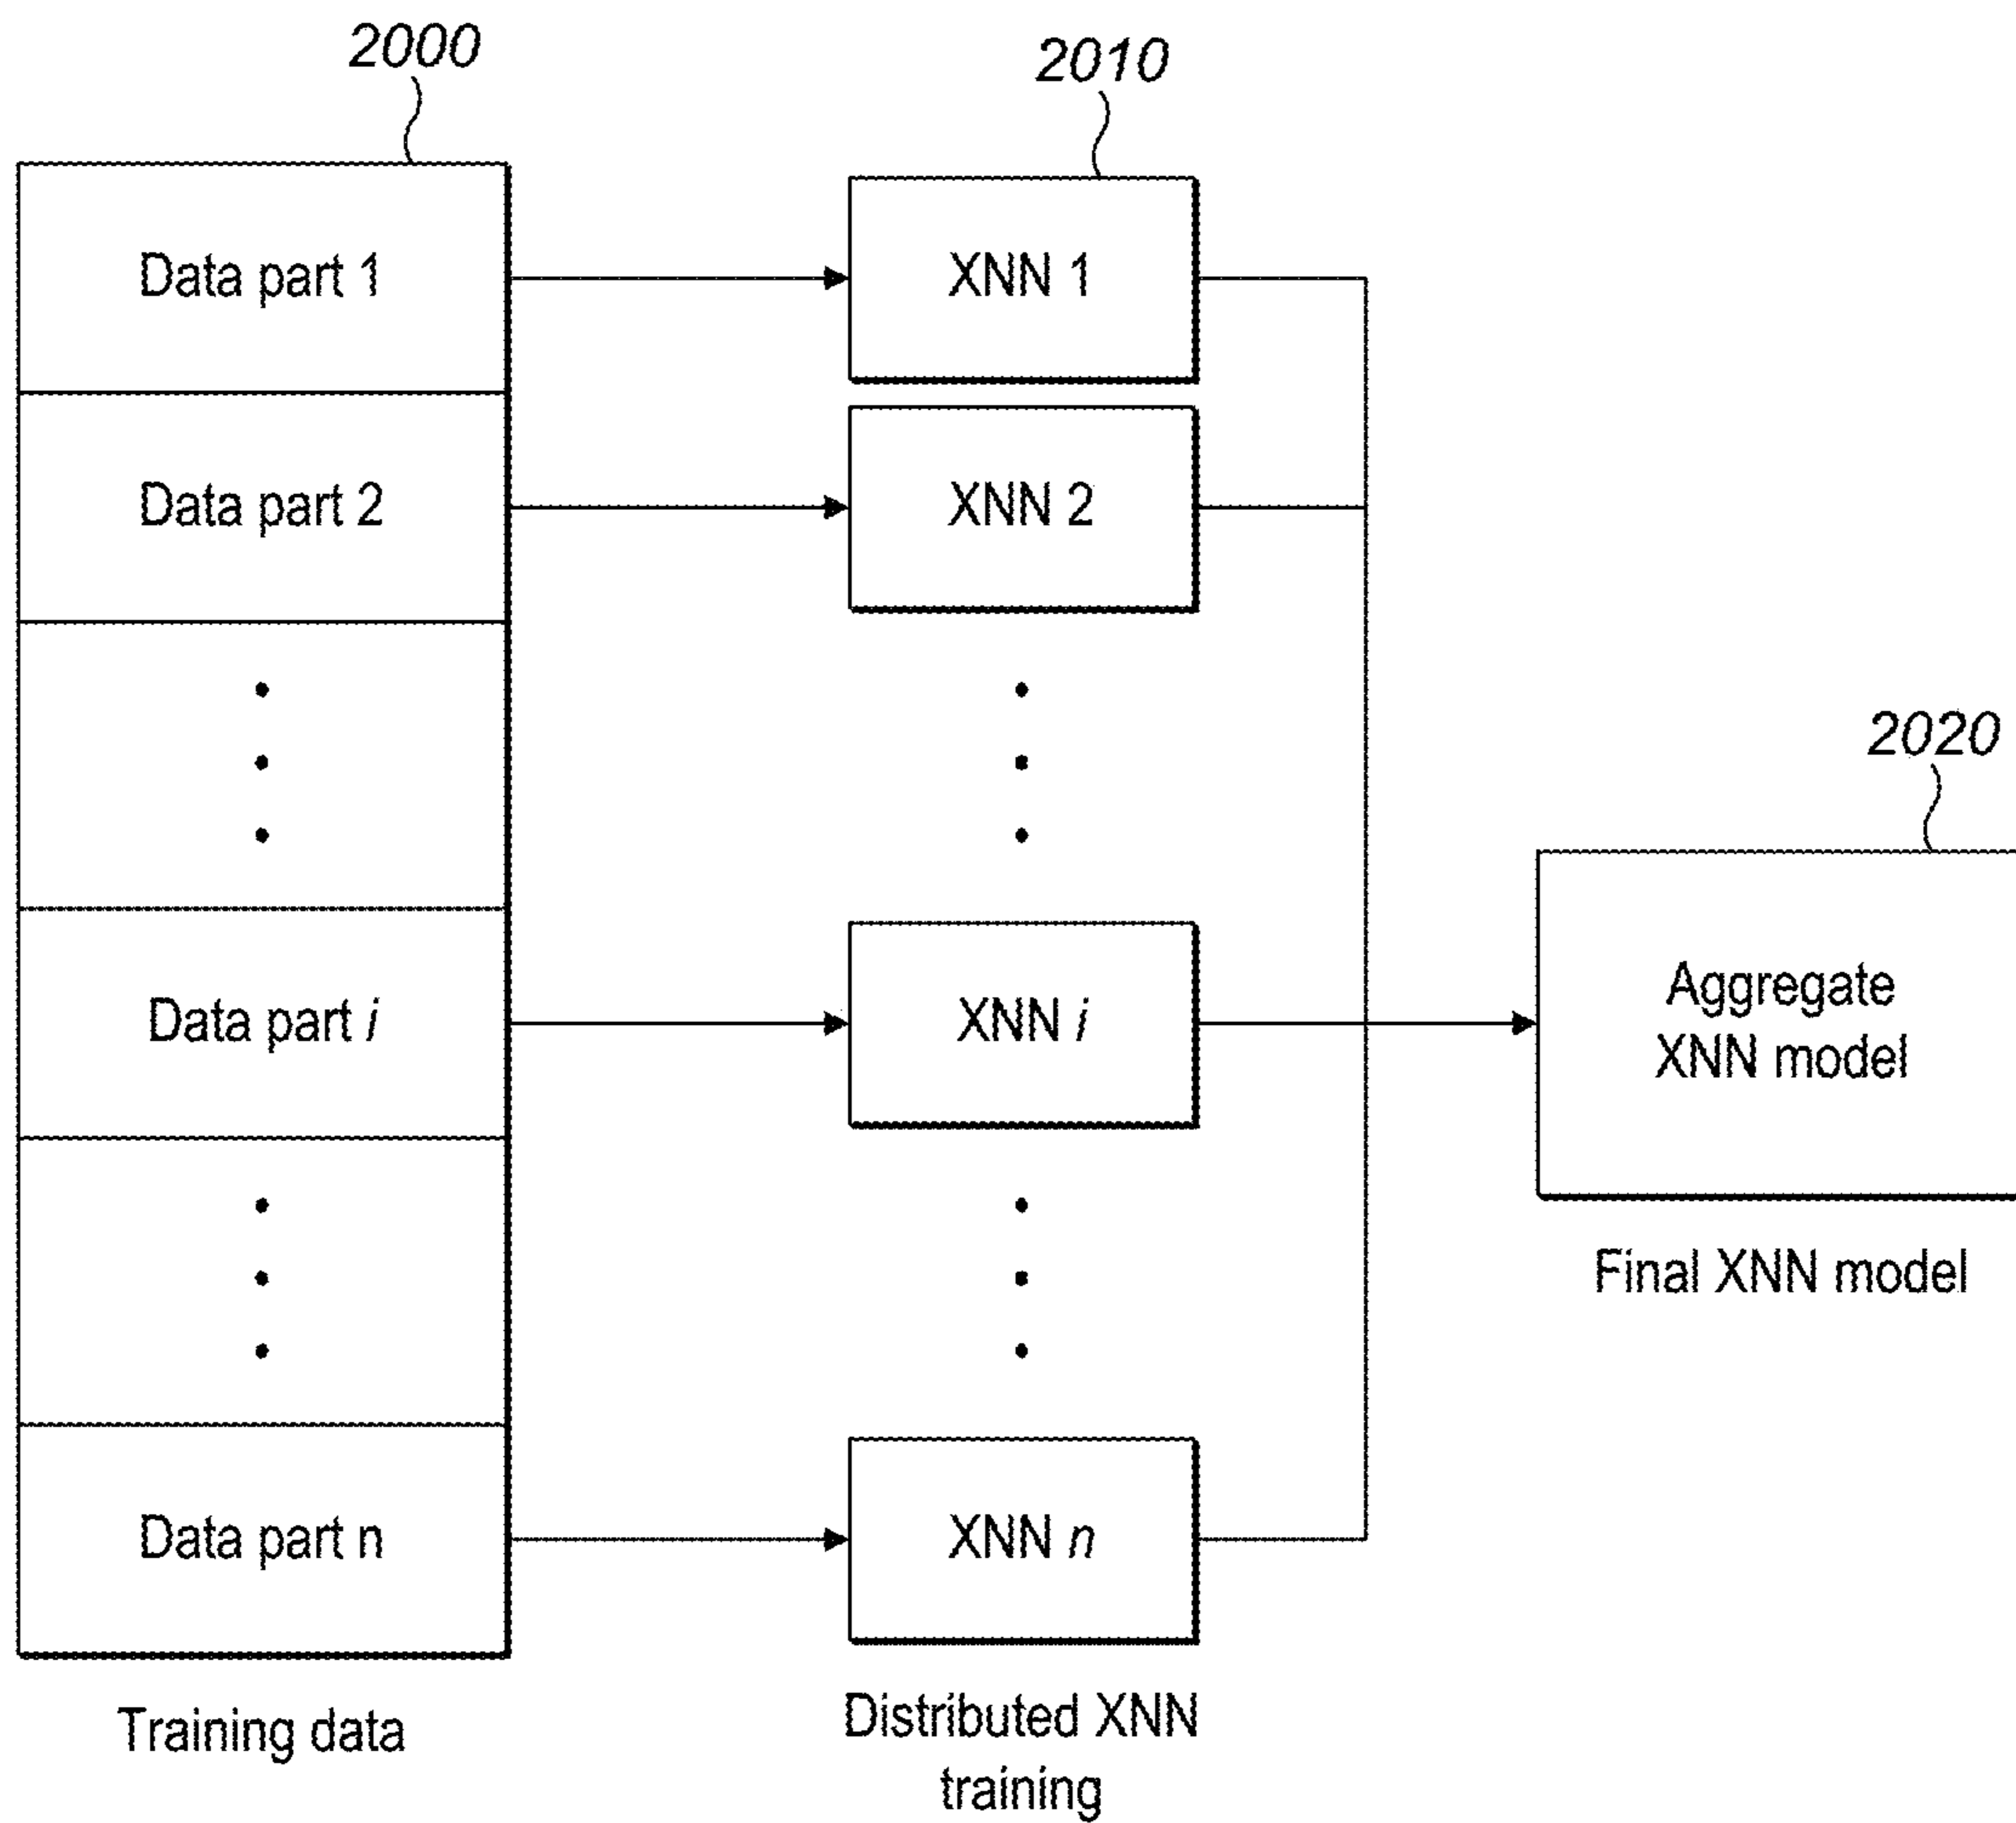 2000
2010
Data part 1
XNN 1
Data part 2
XNN 2
2020
Data part i
XNN i
Aggregate
XNN model
Final XNN model
Data part n
XNN n
Training data
Distributed XNN
training